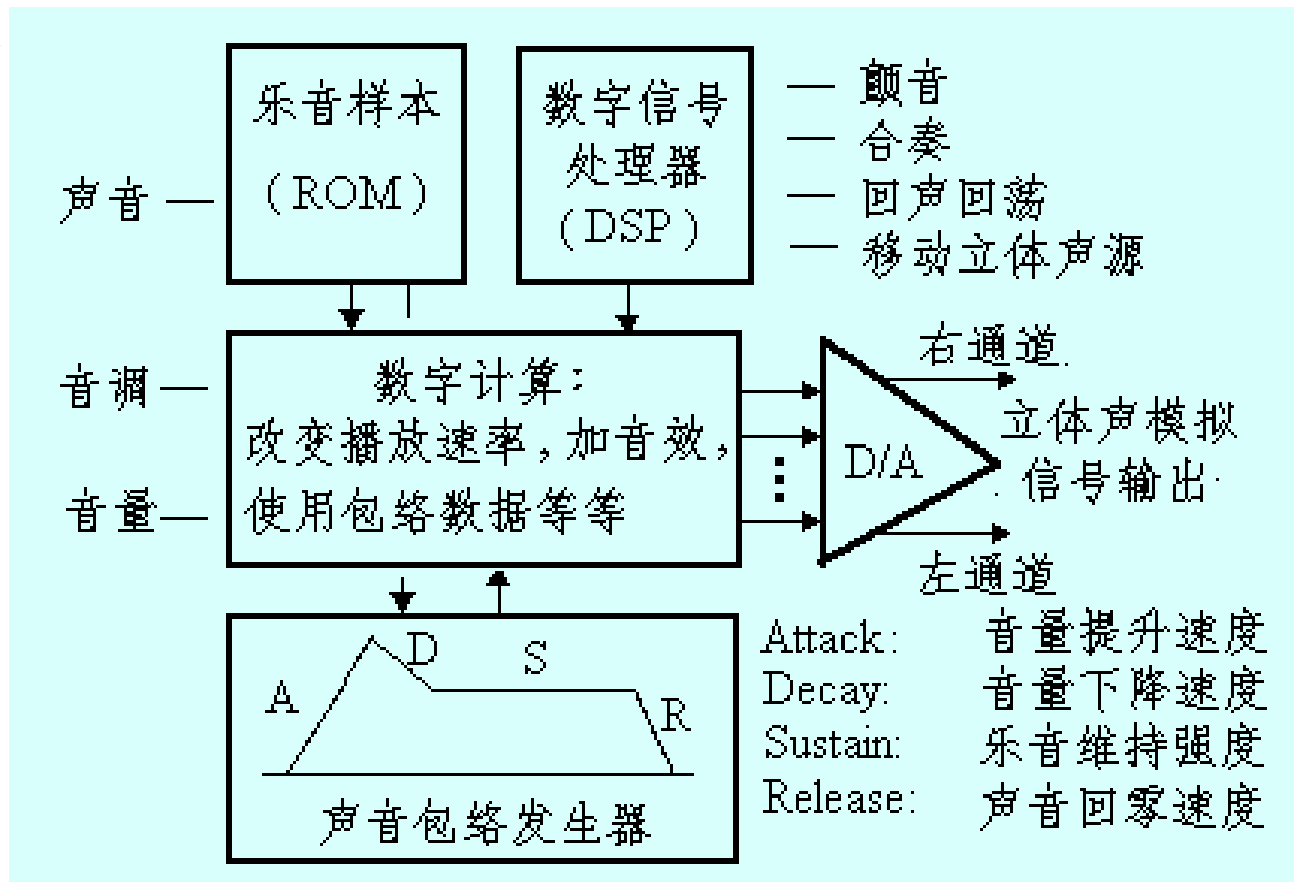 乐音样本
(ROM)
数字信号
处理器
(DSP)
— 颤音
— 合奏
— 回声回荡
— 移动立体声源
声音 —
音调 —
音量 —
数字计算:
改变播放速率,加音效,
使用包络数据等等
D/A
右通道
立体声模拟
信号输出
左通道
A
D
S
R
声音包络发生器
Attack: 音量提升速度
Decay: 音量下降速度
Sustain: 乐音维持强度
Release: 声音回零速度